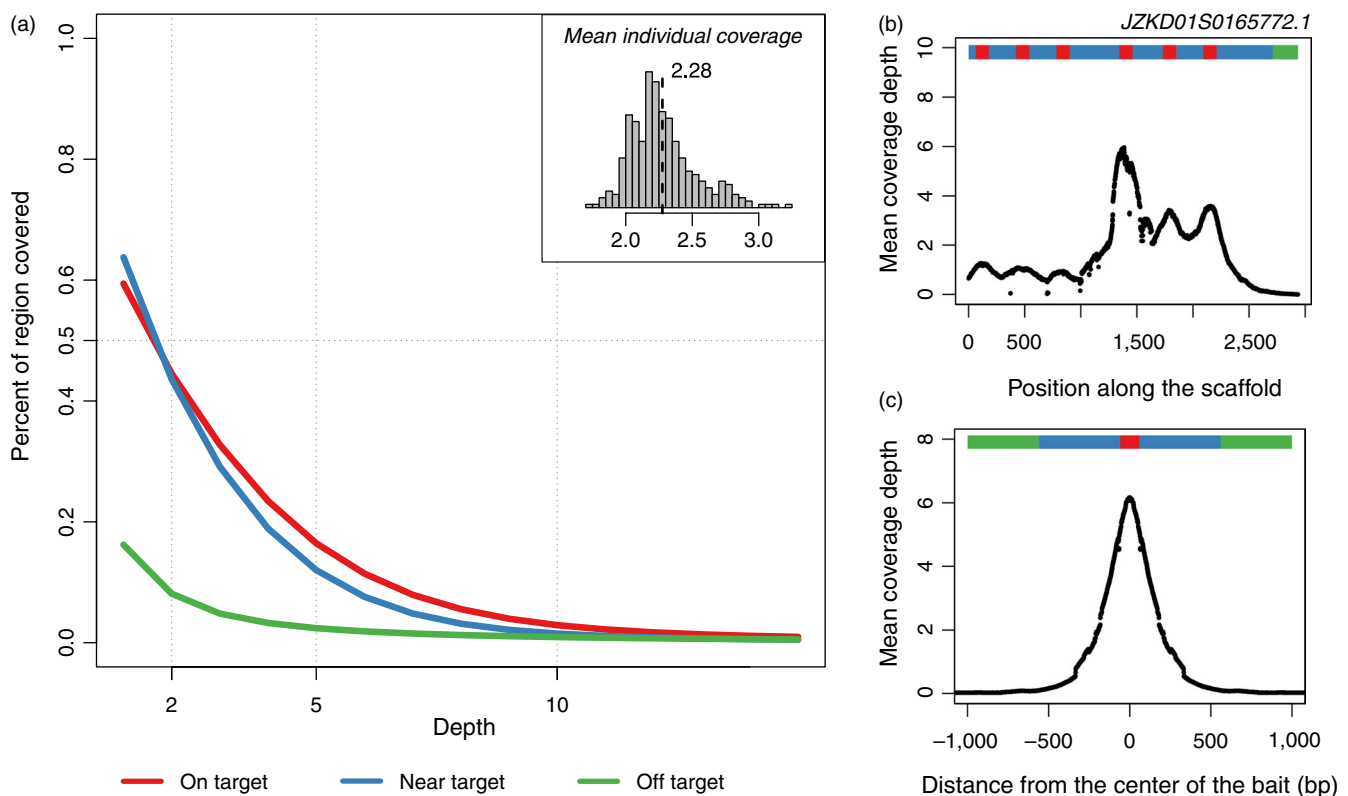 (a)
Percent of region covered
1.0
0.8
0.6
0.4
0.2
0.0
2
5
10
Depth
Mean individual coverage
2.28
2.0
2.5
3.0
On target
Near target
Off target
(b)
JZKD01S0165772.1
Mean coverage depth
10
8
6
4
2
0
0
500
1,500
2,500
Position along the scaffold
(c)
Mean coverage depth
8
6
4
2
0
−1,000
−500
0
500
1,000
Distance from the center of the bait (bp)